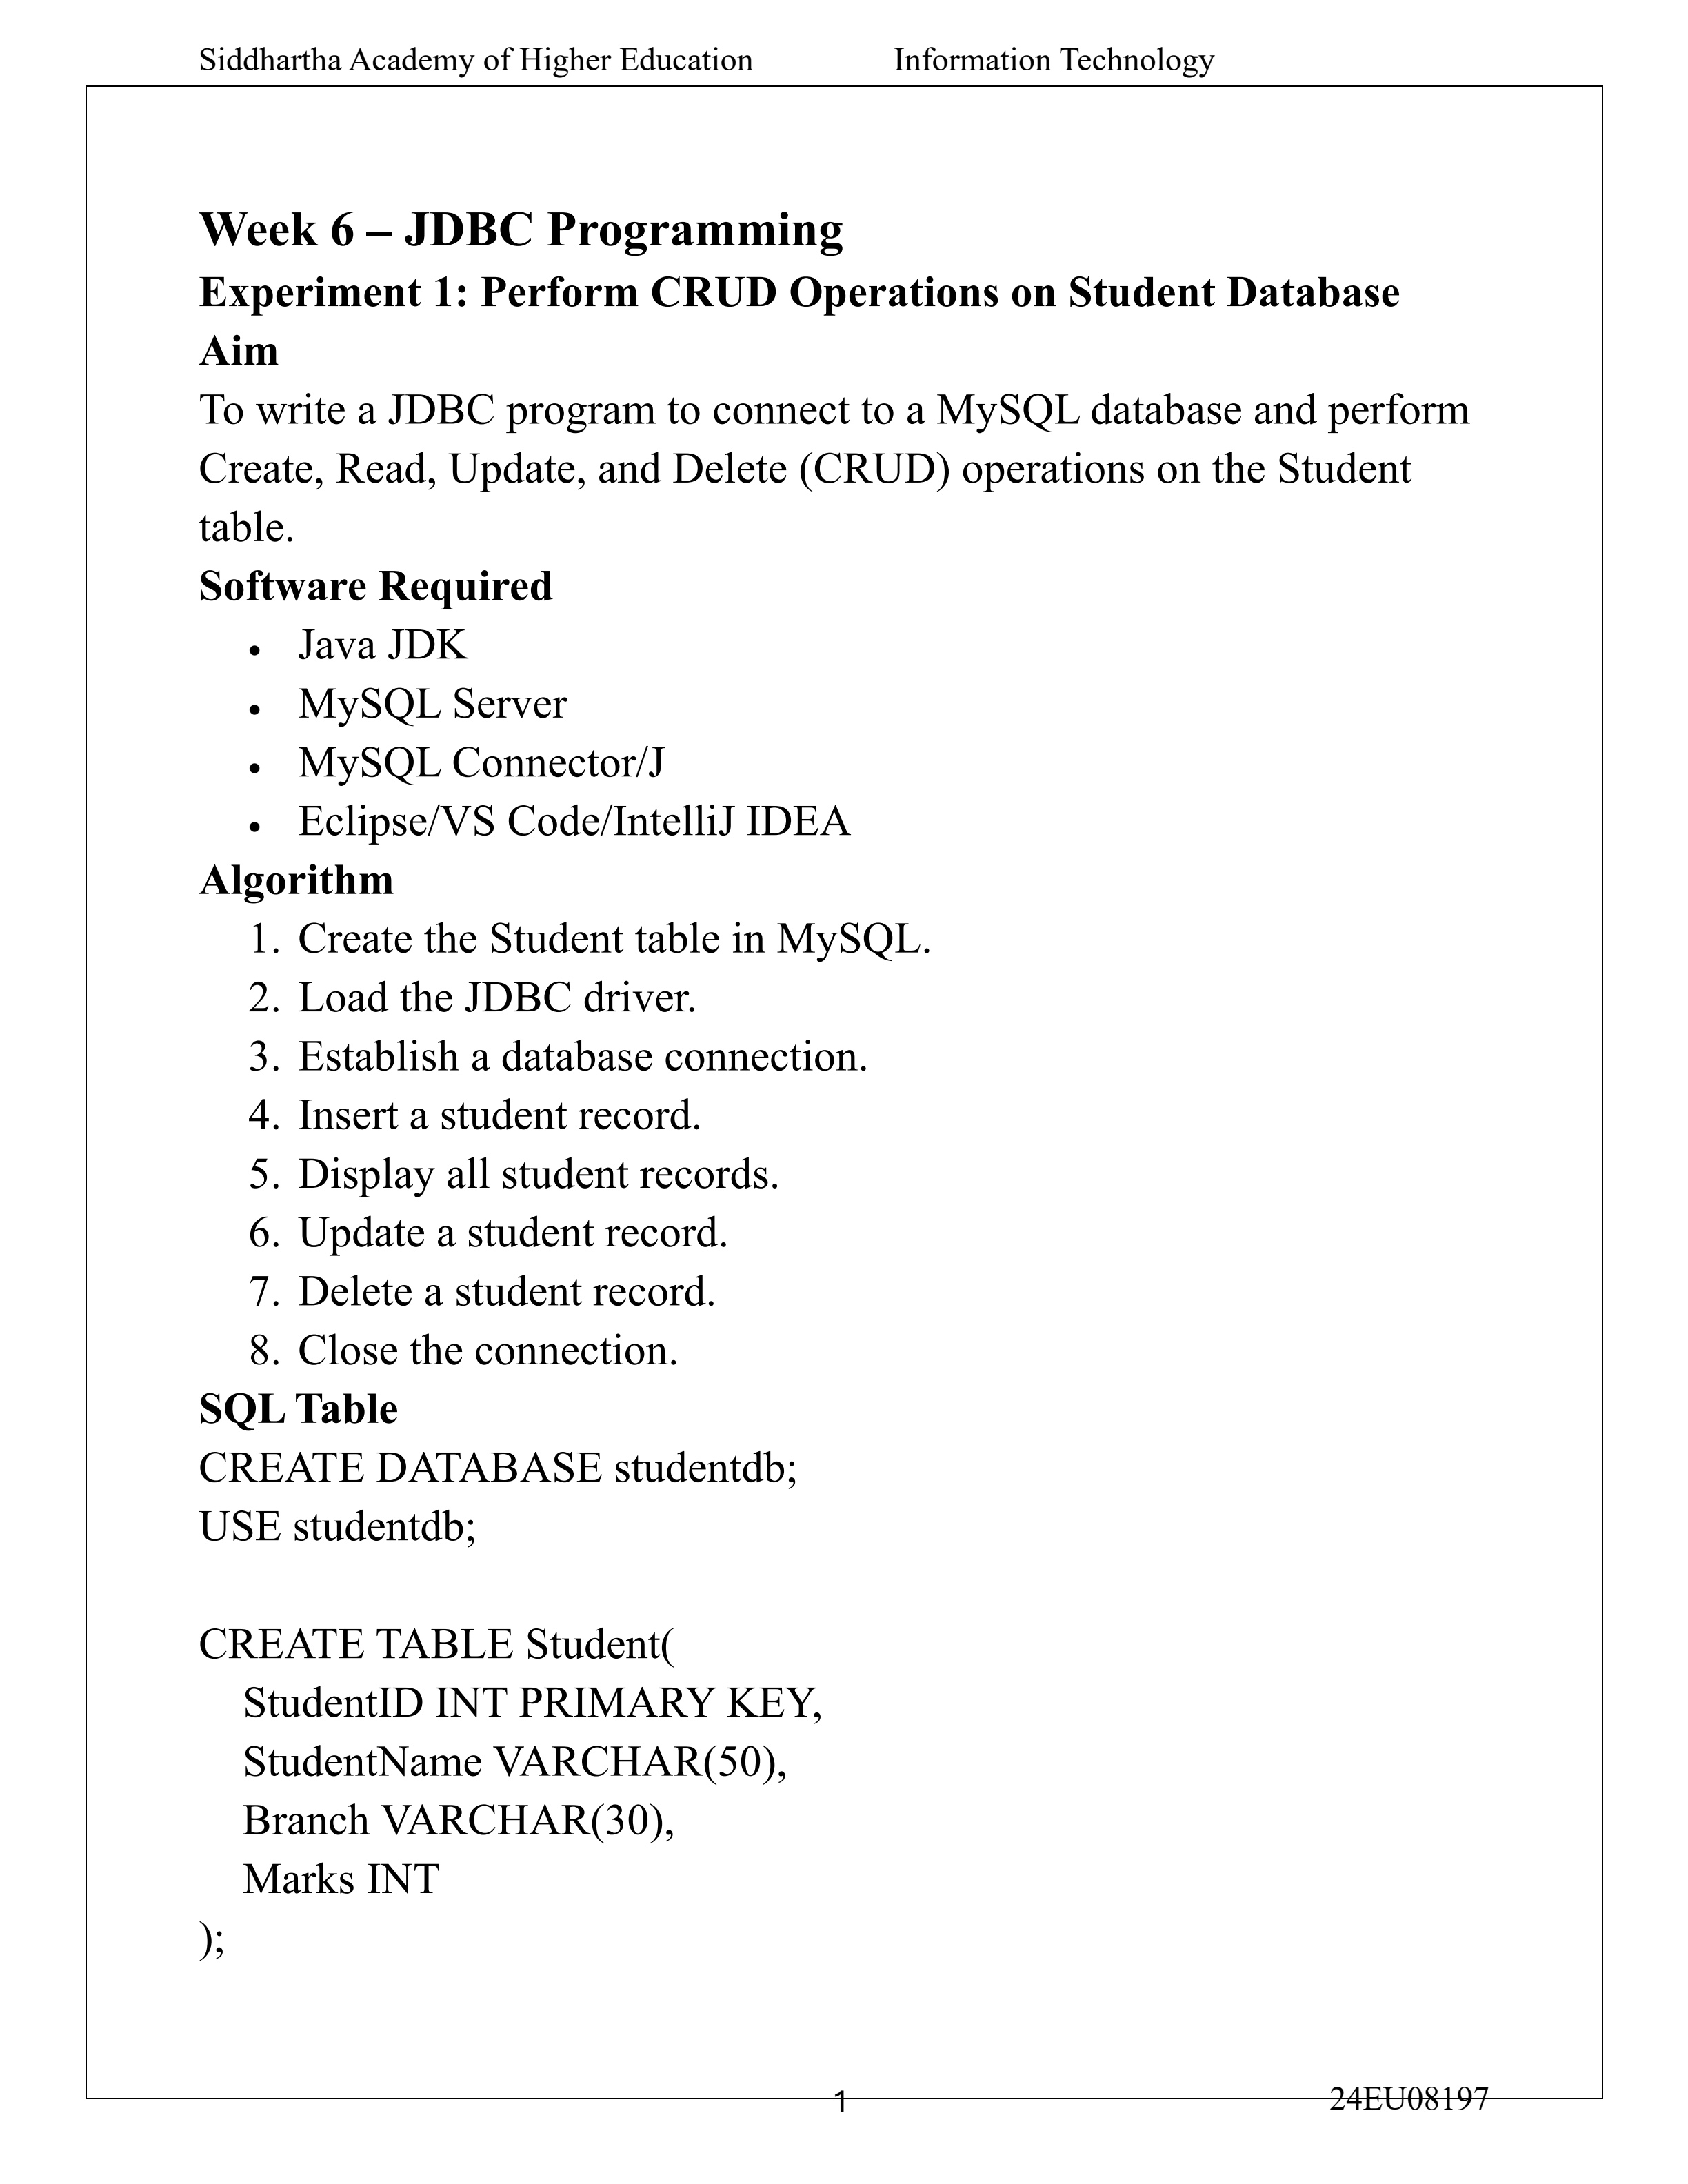 Siddhartha Academy of Higher Education Information Technology
Week 6 – JDBC Programming
Experiment 1: Perform CRUD Operations on Student Database
Aim
To write a JDBC program to connect to a MySQL database and perform
Create, Read, Update, and Delete (CRUD) operations on the Student
table.
Software Required
• Java JDK
• MySQL Server
• MySQL Connector/J
• Eclipse/VS Code/IntelliJ IDEA
Algorithm
1. Create the Student table in MySQL.
2. Load the JDBC driver.
3. Establish a database connection.
4. Insert a student record.
5. Display all student records.
6. Update a student record.
7. Delete a student record.
8. Close the connection.
SQL Table
CREATE DATABASE studentdb;
USE studentdb;
CREATE TABLE Student(
StudentID INT PRIMARY KEY,
StudentName VARCHAR(50),
Branch VARCHAR(30),
Marks INT
);
1 24EU08197